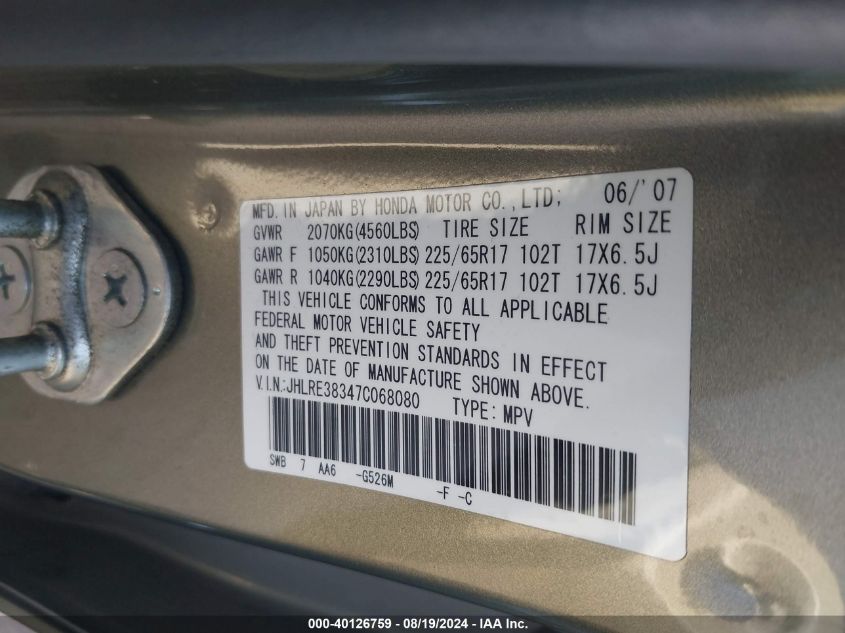 MFD. IN JAPAN BY HONDA MOTOR CO., LTD; 06/'07
GVWR 2070KG(4560LBS) TIRE SIZE RIM SIZE
GAWR F 1050KG(2310LBS) 225/65R17 102T 17X6.5J
GAWR R 1040KG(2290LBS) 225/65R17 102T 17X6.5J
THIS VEHICLE CONFORMS TO ALL APPLICABLE
FEDERAL MOTOR VEHICLE SAFETY
AND THEFT PREVENTION STANDARDS IN EFFECT
ON THE DATE OF MANUFACTURE SHOWN ABOVE.
V.I.N.:JHLRE38347C068080 TYPE: MPV
SWB 7 AA6 -G526M -F -C
000-40126759 - 08/19/2024 - IAA Inc.